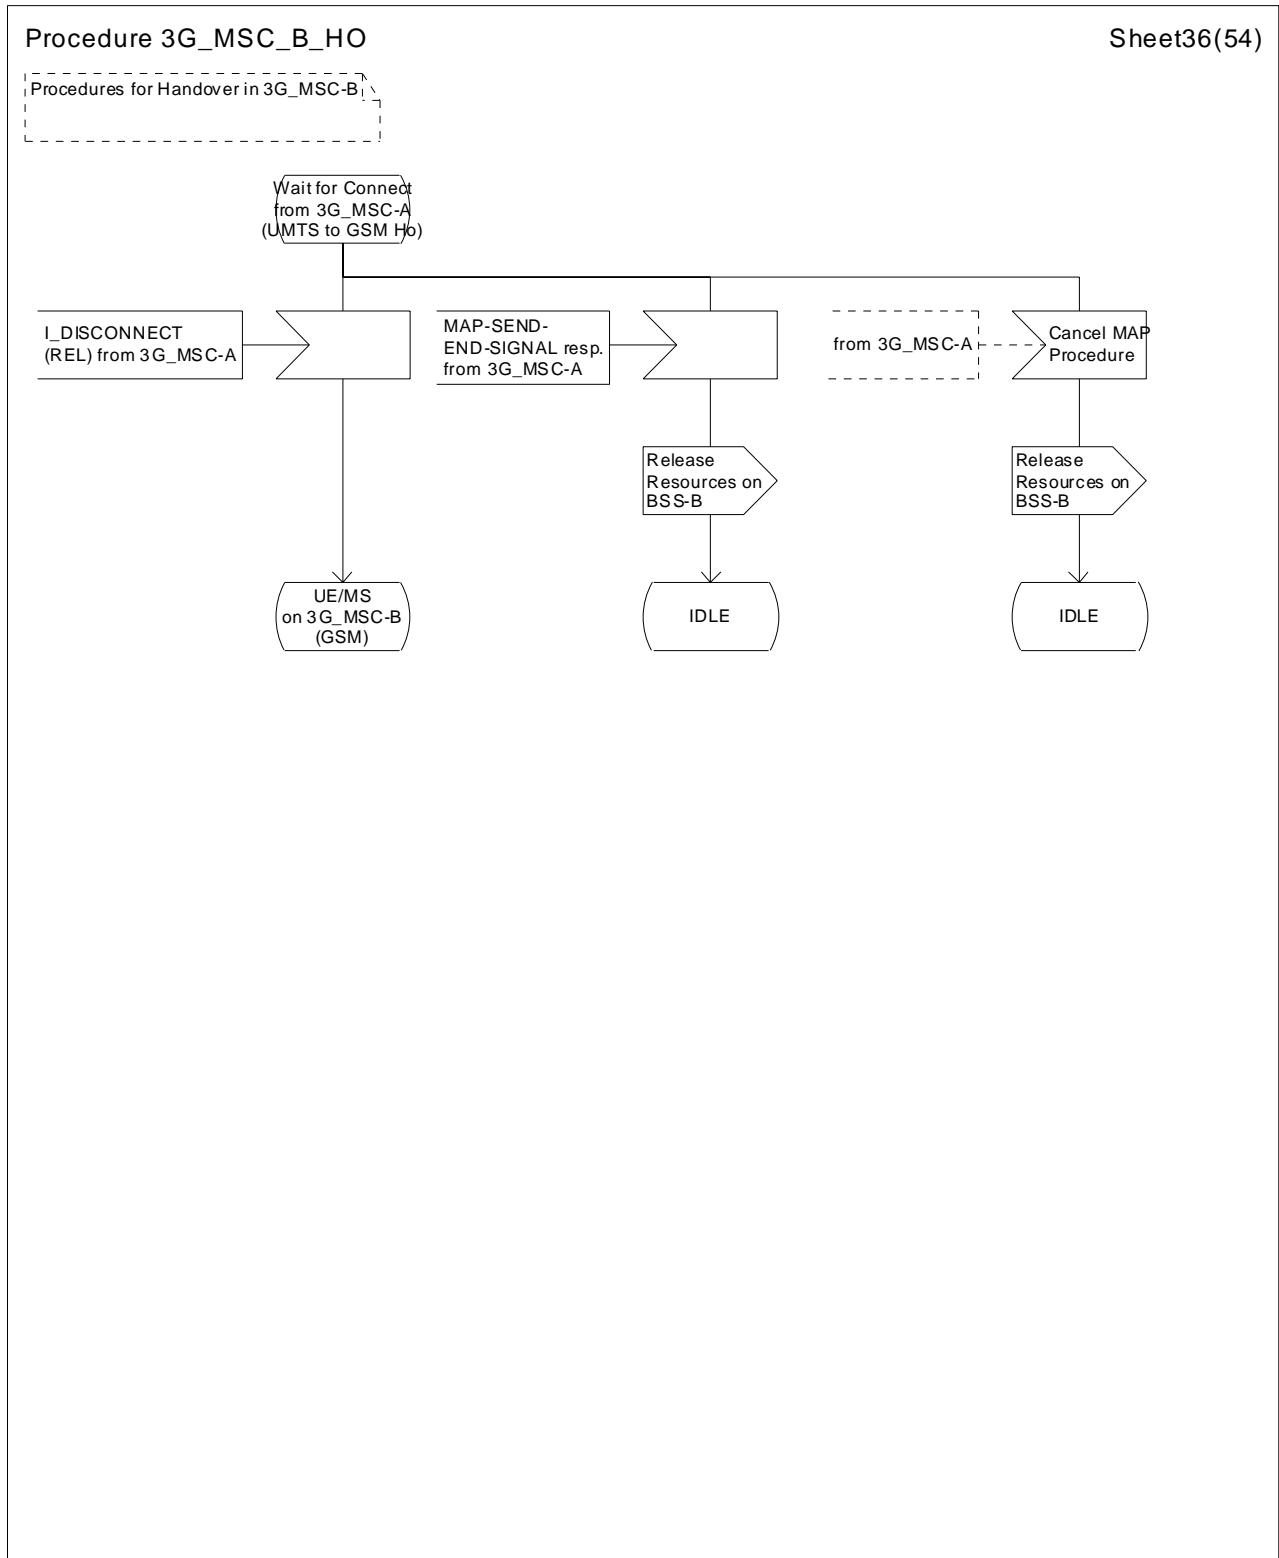 Procedure 3G_MSC_B_HO
Sheet36(54)
Procedures for Handover in 3G_MSC-B
Wait for Connect
from 3G_MSC-A
(UMTS to GSM Ho)
I_DISCONNECT
(REL) from 3G_MSC-A
MAP-SEND-
END-SIGNAL resp.
from 3G_MSC-A
from 3G_MSC-A
Cancel MAP
Procedure
Release
Resources on
BSS-B
Release
Resources on
BSS-B
UE/MS
on 3G_MSC-B
(GSM)
IDLE
IDLE